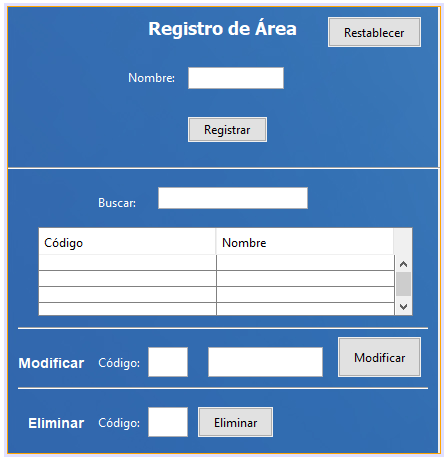 Registro de Área
Restablecer
Nombre:
Registrar
Buscar:
Código Nombre
Modificar Código: Modificar
Eliminar Código: Eliminar